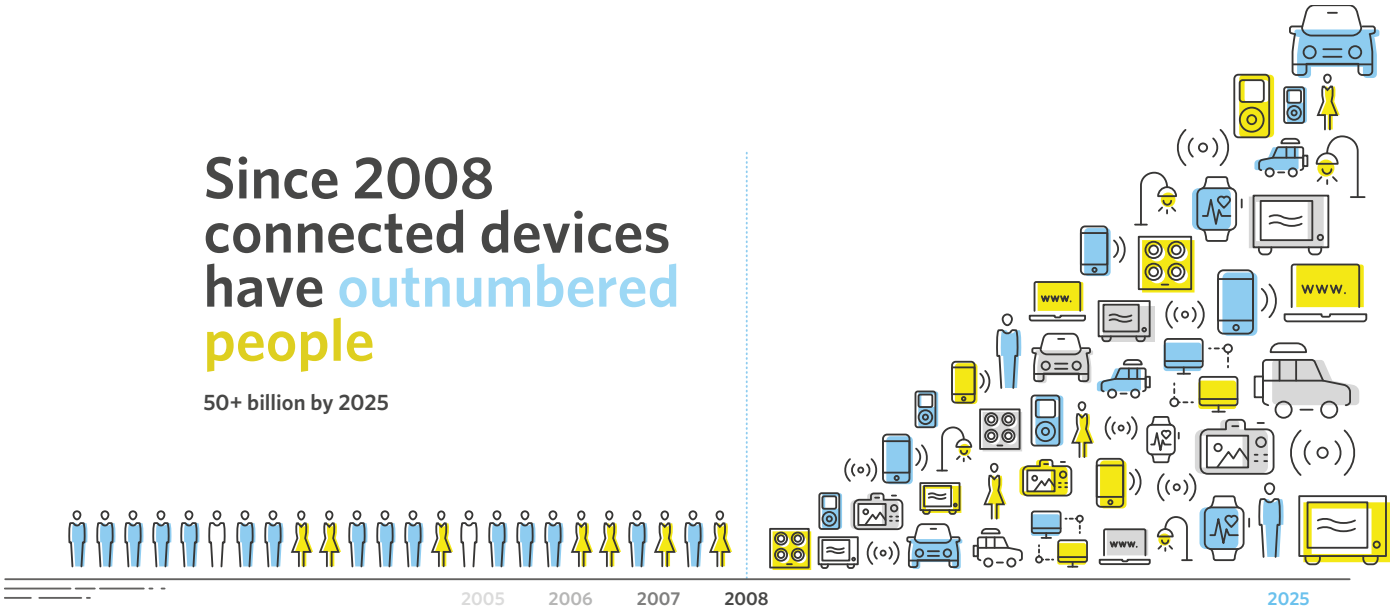 Since 2008
connected devices
have outnumbered
people
50+ billion by 2025
www.
www.
www.
2005 2006 2007 2008 2025